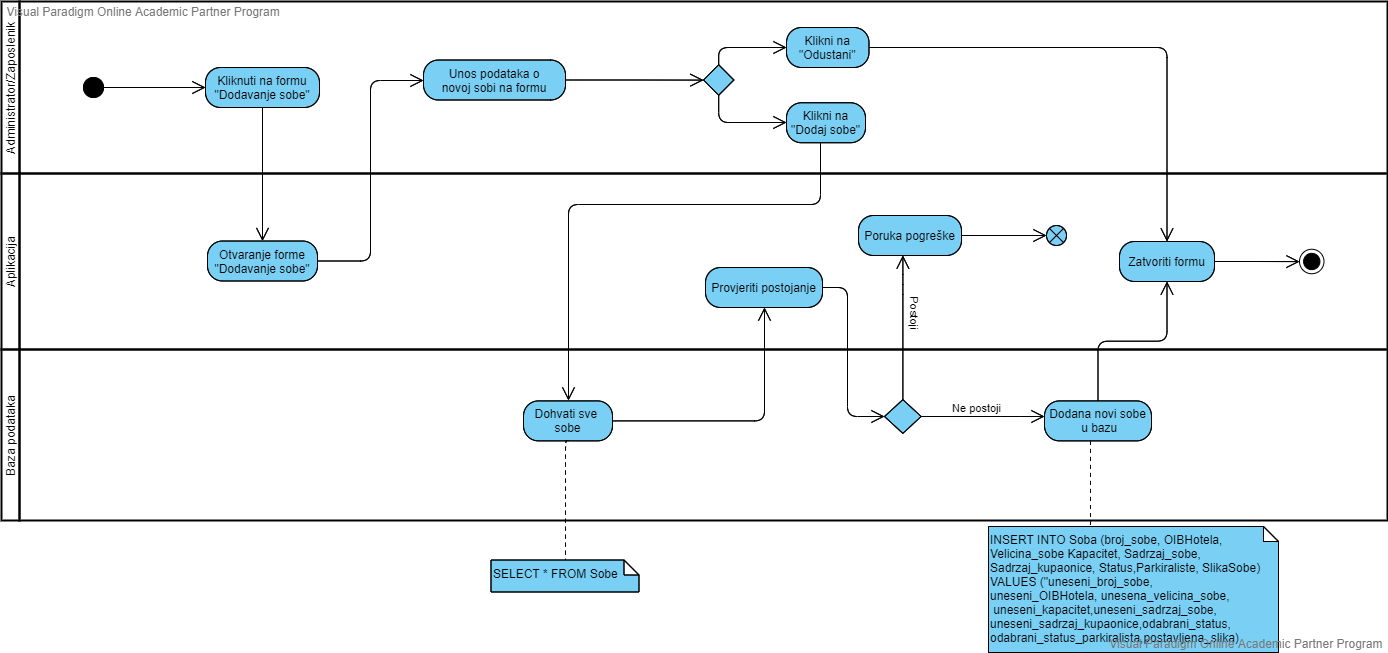 Visual Paradigm Online Academic Partner Program
Administrator/Zaposlenik
Kliknuti na formu
"Dodavanje sobe"
Unos podataka o
novoj sobi na formu
Klikni na
"Odustani"
Klikni na
"Dodaj sobe"
Aplikacija
Otvaranje forme
"Dodavanje sobe"
Provjeriti postojanje
Poruka pogreške
Postoji
Zatvoriti formu
Baza podataka
Dohvati sve
sobe
Ne postoji
Dodana novi sobe
u bazu
SELECT * FROM Sobe
INSERT INTO Soba (broj_sobe, OIBHotela,
Velicina_sobe Kapacitet, Sadrzaj_sobe,
Sadrzaj_kupaonice, Status,Parkiraliste, SlikaSobe)
VALUES ("uneseni_broj_sobe,
uneseni_OIBHotela, unesena_velicina_sobe,
uneseni_kapacitet,uneseni_sadrzaj_sobe,
uneseni_sadrzaj_kupaonice,odabrani_status,
odabrani_status_parkiralista,postavljena_slika)
Visual Paradigm Online Academic Partner Program